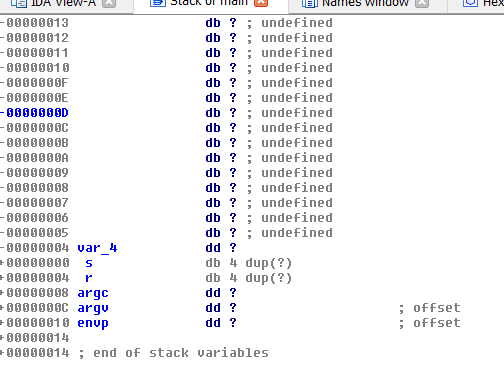 IDA View-A Stack of main Names window Hex
-00000013 db ? ; undefined
-00000012 db ? ; undefined
-00000011 db ? ; undefined
-00000010 db ? ; undefined
-0000000F db ? ; undefined
-0000000E db ? ; undefined
-0000000D db ? ; undefined
-0000000C db ? ; undefined
-0000000B db ? ; undefined
-0000000A db ? ; undefined
-00000009 db ? ; undefined
-00000008 db ? ; undefined
-00000007 db ? ; undefined
-00000006 db ? ; undefined
-00000005 db ? ; undefined
-00000004 var_4 dd ?
+00000000 s db 4 dup(?)
+00000004 r db 4 dup(?)
+00000008 argc dd ?
+0000000C argv dd ? ; offset
+00000010 envp dd ? ; offset
+00000014
+00000014 ; end of stack variables